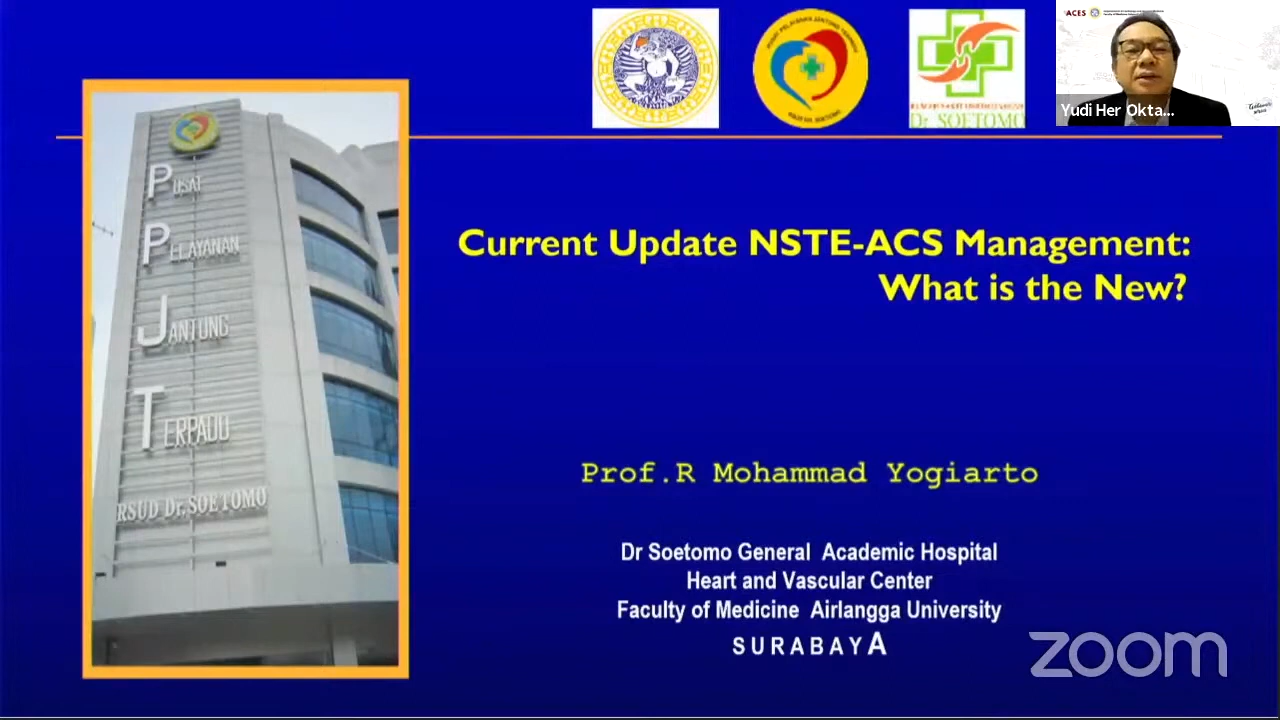 ACES
Dr. SOETOMO
Yudi Her Okta...
PUSAT
PELAYANAN
JANTUNG
TERPADU
RSUD Dr. SOETOMO
Current Update NSTE-ACS Management:
What is the New?
Prof.R Mohammad Yogiarto
Dr Soetomo General Academic Hospital
Heart and Vascular Center
Faculty of Medicine Airlangga University
SURABAYA
zoom